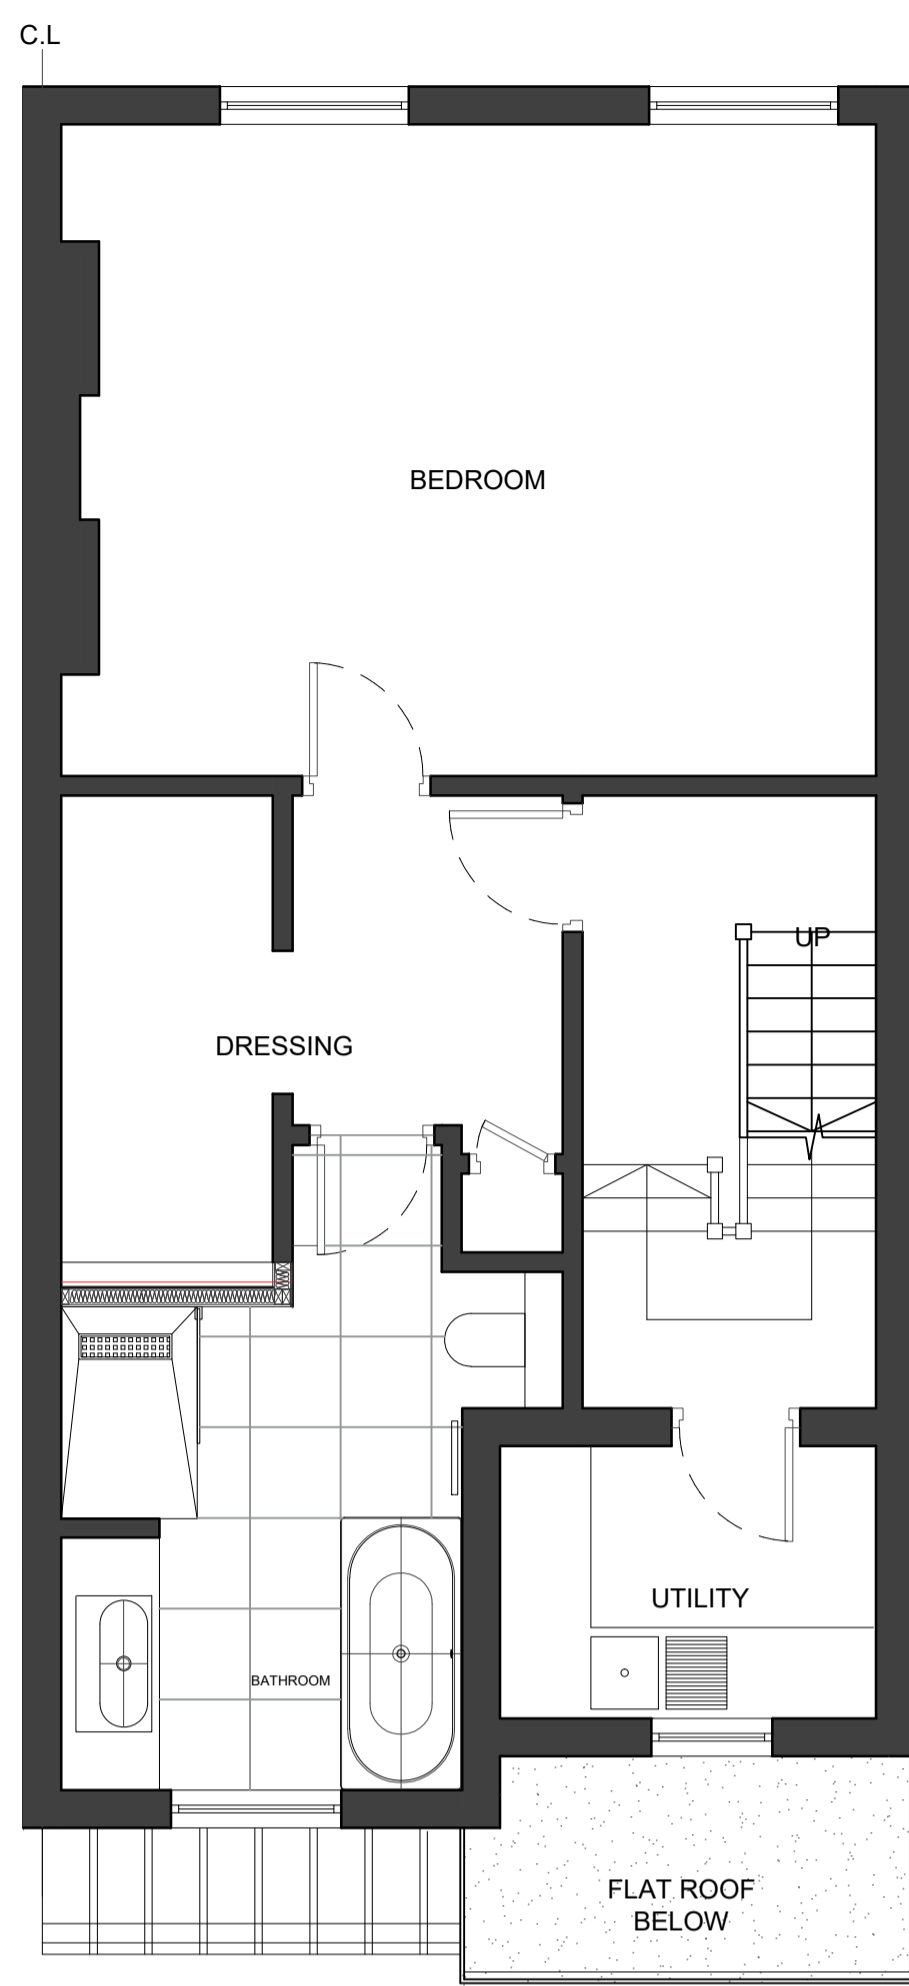 C.L
BEDROOM
UP
DRESSING
UTILITY
BATHROOM
FLAT ROOF
BELOW